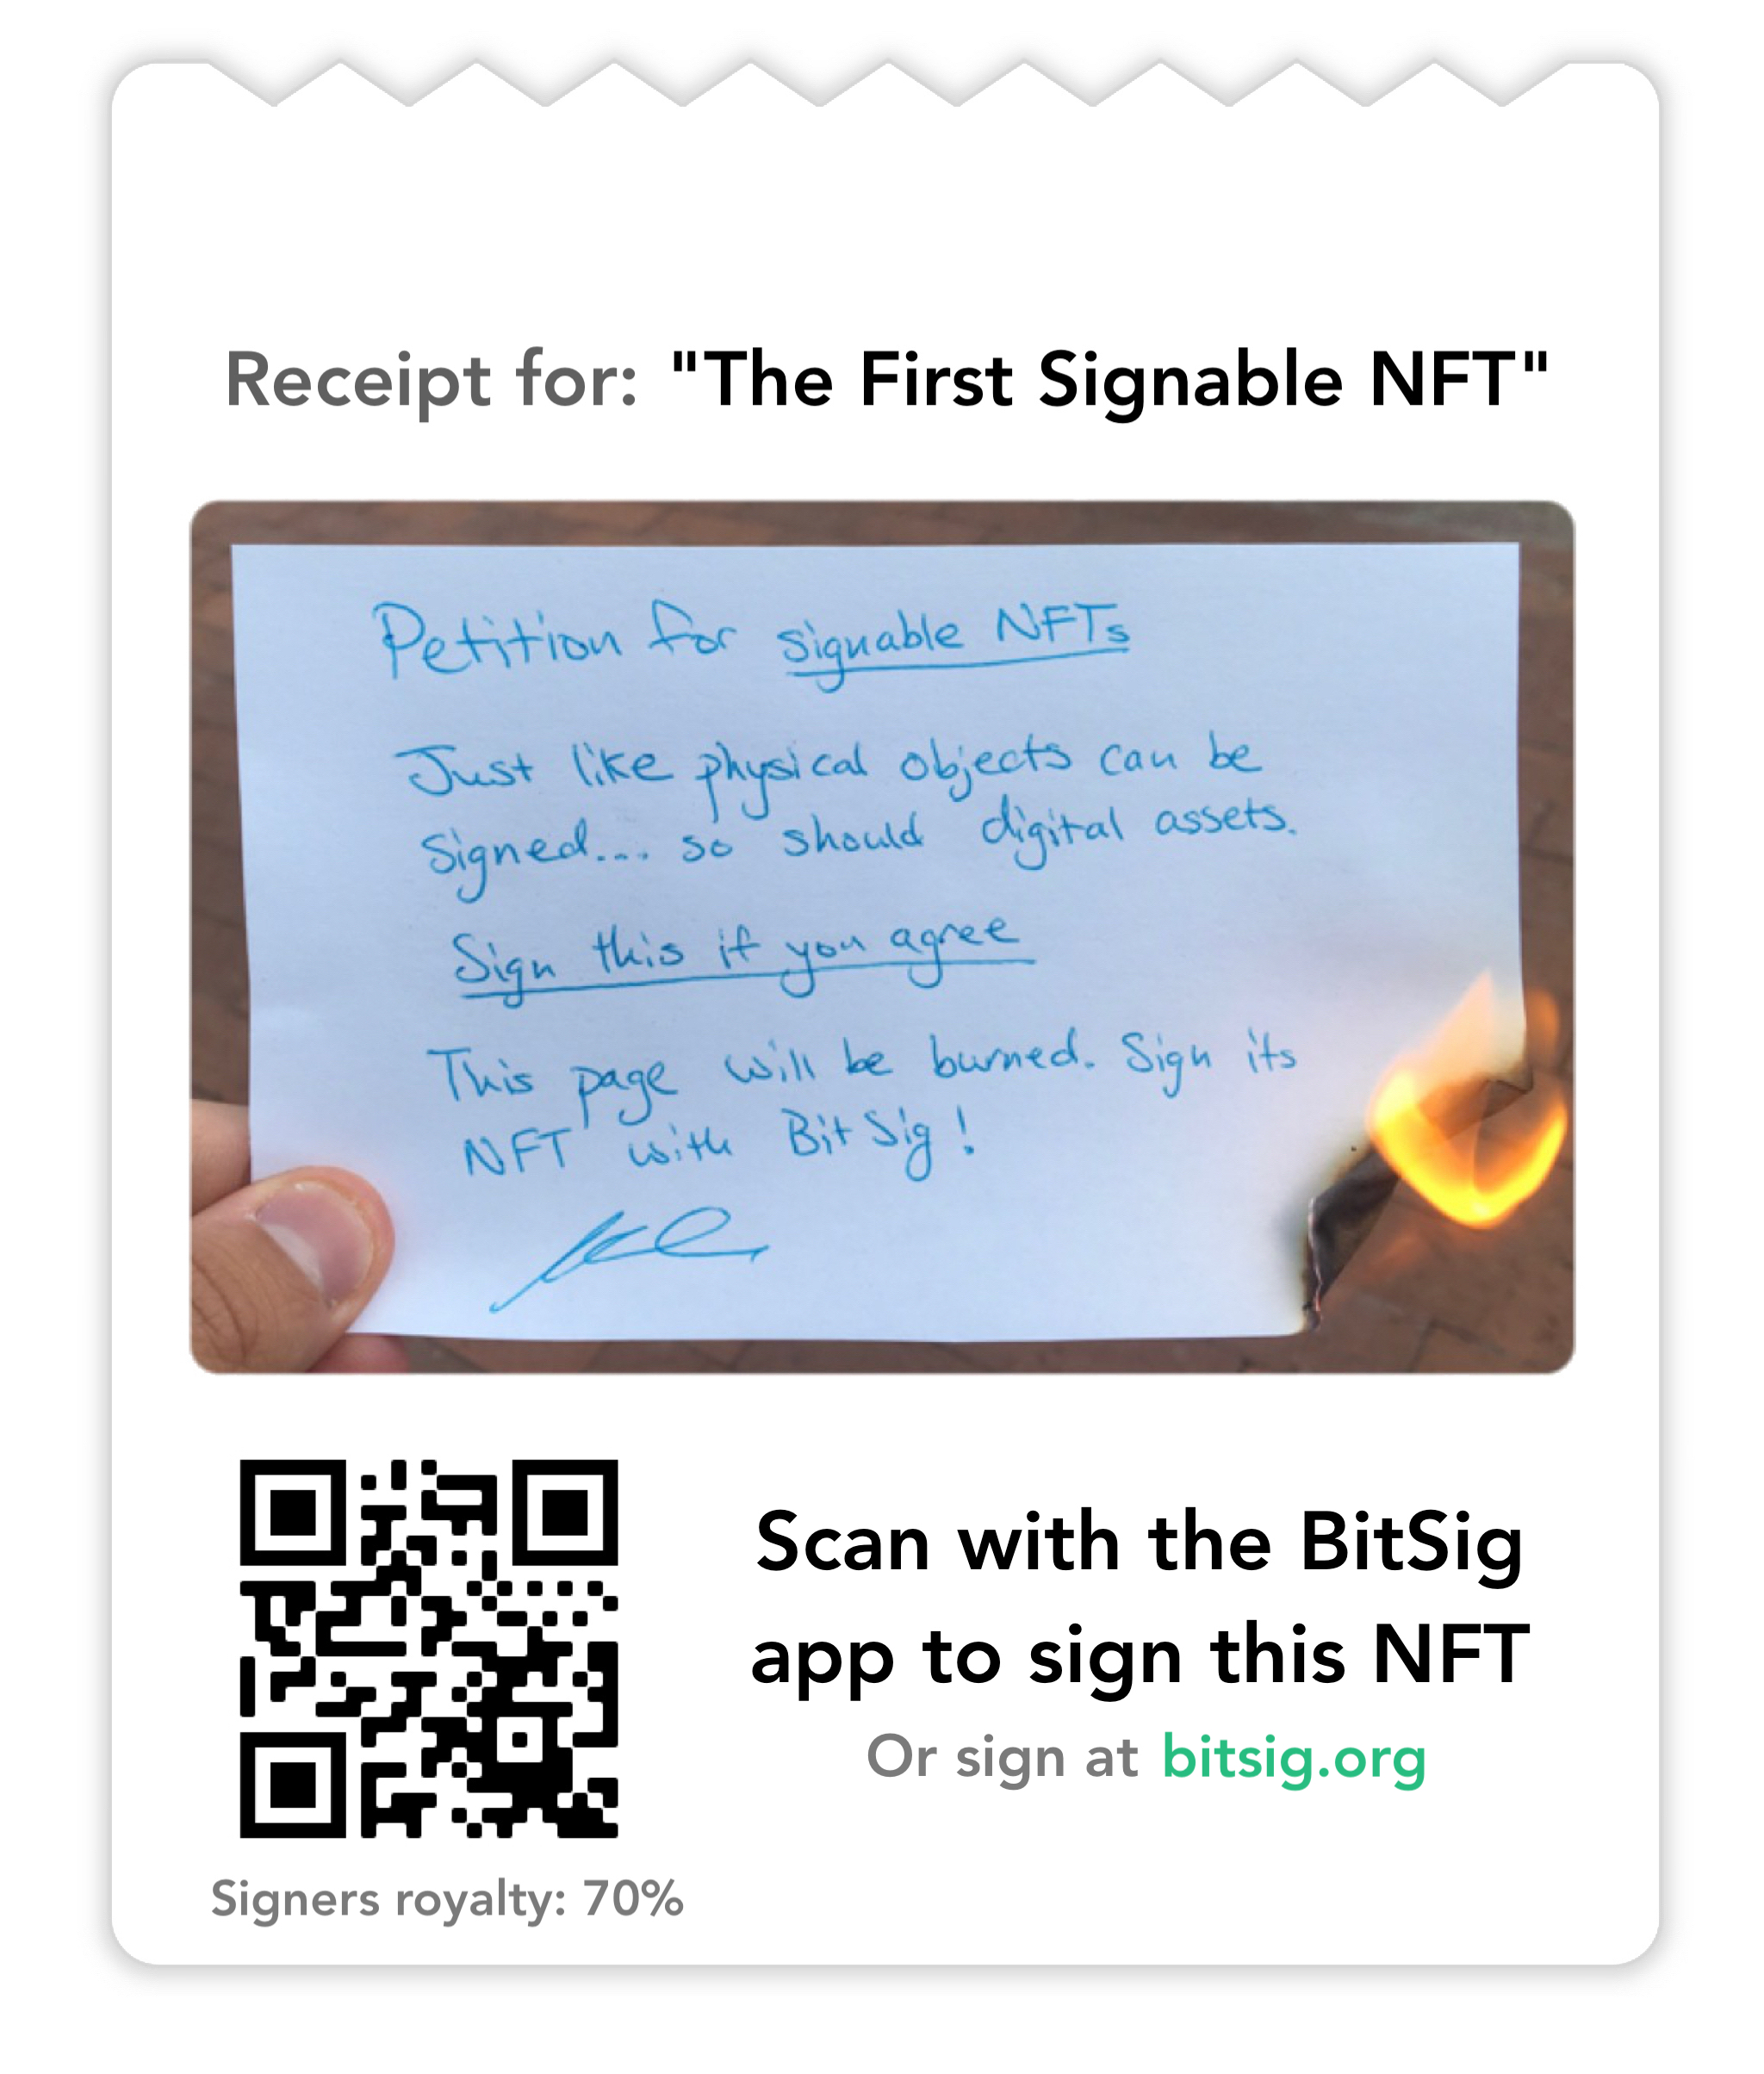 Receipt for: "The First Signable NFT"
Petition for signable NFTs
Just like physical objects can be
signed... so should digital assets.
Sign this if you agree
This page will be burned. Sign its
NFT with BitSig!
Scan with the BitSig
app to sign this NFT
Or sign at bitsig.org
Signers royalty: 70%